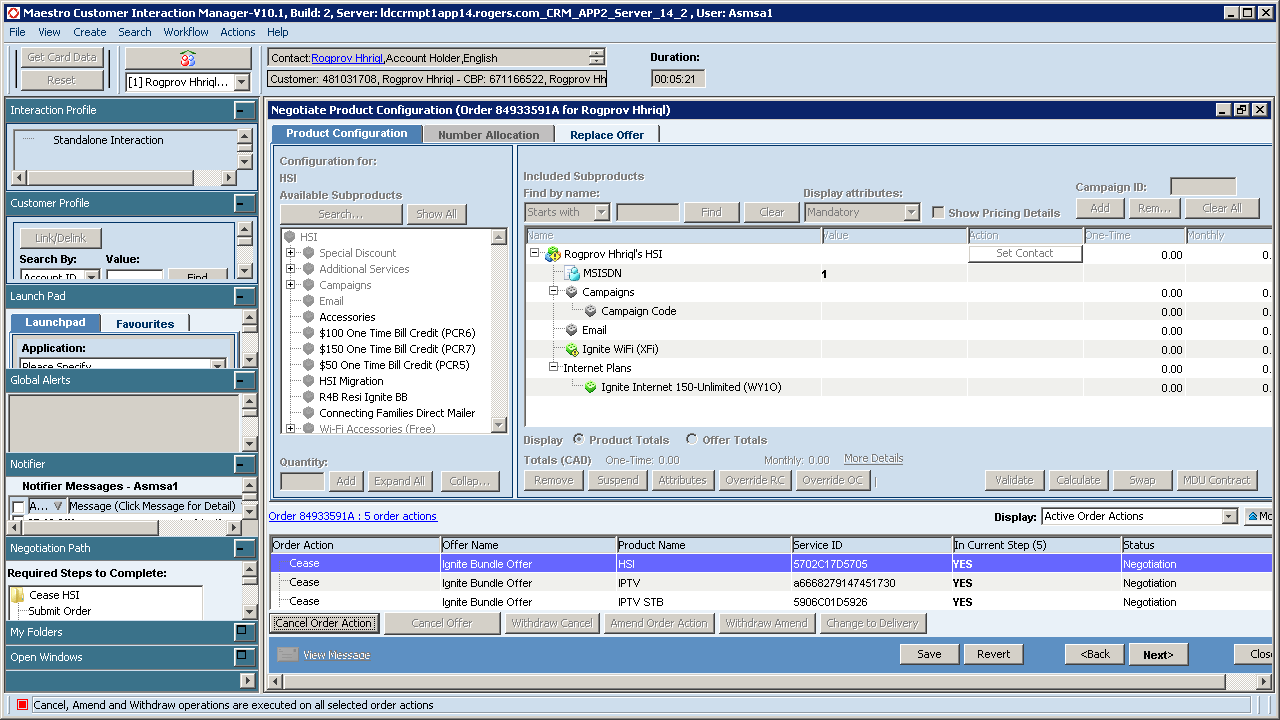 Maestro Customer Interaction Manager-V10.1, Build: 2, Server: ldccrmpt1app14.rogers.com_CRM_APP2_Server_14_2 , User: Asmsa1
File View Create Search Workflow Actions Help
Get Card Data
Reset
[1] Rogprov Hhriql...
Contact:Rogprov Hhriql,Account Holder,English
Customer: 481031708, Rogprov Hhriql - CBP: 671166522, Rogprov Hh
Duration:
00:05:21
Interaction Profile
Standalone Interaction
Customer Profile
Link/Delink
Search By: Value:
Account ID Find
Launch Pad
Launchpad Favourites
Application:
Please Specify
Global Alerts
Notifier
Notifier Messages - Asmsa1
A... Message (Click Message for Detail)
Negotiation Path
Required Steps to Complete:
Cease HSI
Submit Order
My Folders
Open Windows
Negotiate Product Configuration (Order 84933591A for Rogprov Hhriql)
Product Configuration Number Allocation Replace Offer
Configuration for:
HSI
Available Subproducts
Search... Show All
HSI
Special Discount
Additional Services
Campaigns
Email
Accessories
$100 One Time Bill Credit (PCR6)
$150 One Time Bill Credit (PCR7)
$50 One Time Bill Credit (PCR5)
HSI Migration
R4B Resi Ignite BB
Connecting Families Direct Mailer
Wi-Fi Accessories (Free)
Quantity:
Add Expand All Collap...
Included Subproducts
Find by name: Display attributes: Campaign ID:
Starts with Find Clear Mandatory Show Pricing Details Add Rem... Clear All
Name Value Action One-Time Monthly
Rogprov Hhriql's HSI Set Contact 0.00 0.
MSISDN 1
Campaigns 0.00 0.
Campaign Code 0.00 0.
Email 0.00 0.
Ignite WiFi (XFi) 0.00 0.
Internet Plans 0.00 0.
Ignite Internet 150-Unlimited (WY1O) 0.00 0.
Display Product Totals Offer Totals
Totals (CAD) One-Time: 0.00 Monthly: 0.00 More Details
Remove Suspend Attributes Override RC Override OC Validate Calculate Swap MDU Contract
Order 84933591A : 5 order actions
Display: Active Order Actions Mo
Order Action Offer Name Product Name Service ID In Current Step (5) Status
Cease Ignite Bundle Offer HSI 5702C17D5705 YES Negotiation
Cease Ignite Bundle Offer IPTV a6668279147451730 YES Negotiation
Cease Ignite Bundle Offer IPTV STB 5906C01D5926 YES Negotiation
Cancel Order Action Cancel Offer Withdraw Cancel Amend Order Action Withdraw Amend Change to Delivery
View Message Save Revert <Back Next> Clos
Cancel, Amend and Withdraw operations are executed on all selected order actions